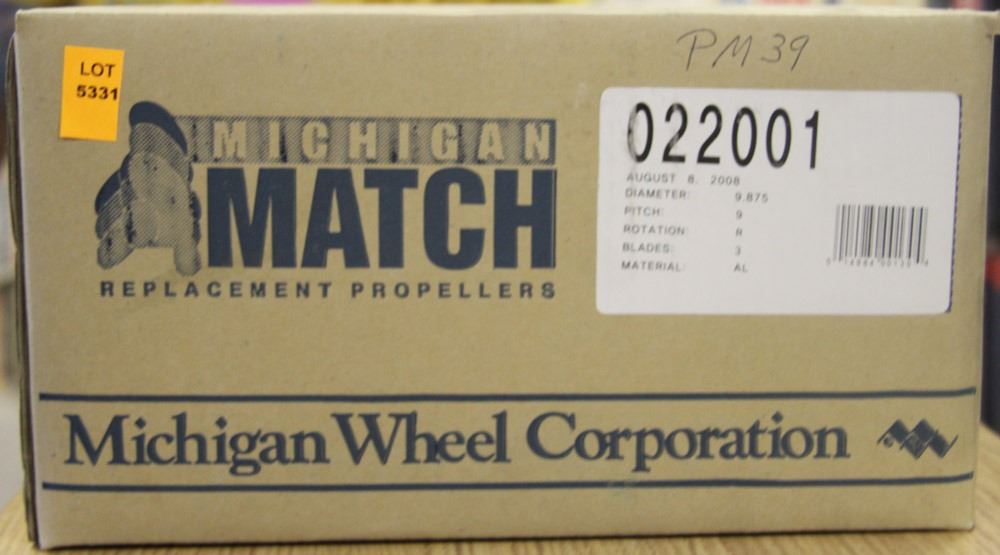 PM39
LOT
5331
MICHIGAN
MATCH
REPLACEMENT PROPELLERS
022001
AUGUST 8, 2008
DIAMETER: 9.875
PITCH: 9
ROTATION: R
BLADES: 3
MATERIAL: AL
Michigan Wheel Corporation